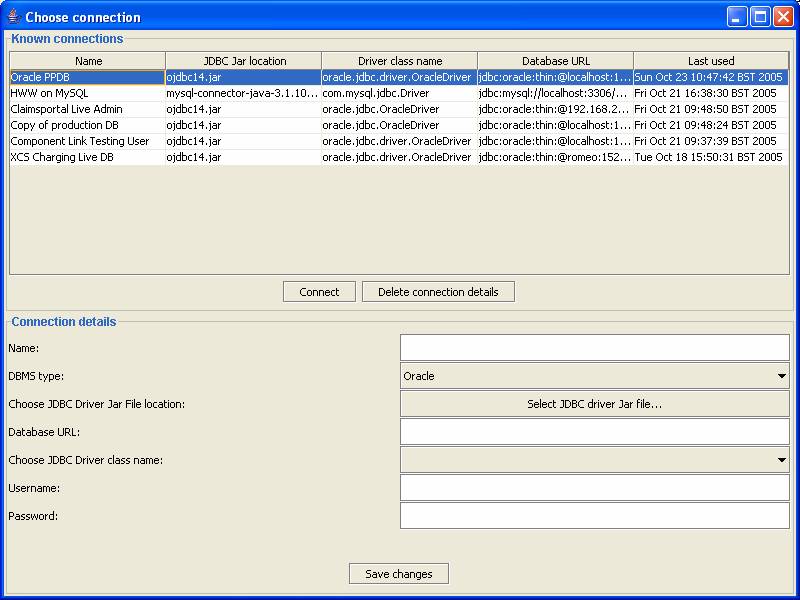 Choose connection
Known connections
Name JDBC Jar location Driver class name Database URL Last used
Oracle PPDB ojdbc14.jar oracle.jdbc.driver.OracleDriver jdbc:oracle:thin:@localhost:1... Sun Oct 23 10:47:42 BST 2005
HWW on MySQL mysql-connector-java-3.1.10... com.mysql.jdbc.Driver jdbc:mysql://localhost:3306/... Fri Oct 21 16:38:30 BST 2005
Claimsportal Live Admin ojdbc14.jar oracle.jdbc.OracleDriver jdbc:oracle:thin:@192.168.2... Fri Oct 21 09:48:50 BST 2005
Copy of production DB ojdbc14.jar oracle.jdbc.OracleDriver jdbc:oracle:thin:@localhost:1... Fri Oct 21 09:48:24 BST 2005
Component Link Testing User ojdbc14.jar oracle.jdbc.driver.OracleDriver jdbc:oracle:thin:@localhost:1... Fri Oct 21 09:37:39 BST 2005
XCS Charging Live DB ojdbc14.jar oracle.jdbc.driver.OracleDriver jdbc:oracle:thin:@romeo:152... Tue Oct 18 15:50:31 BST 2005
Connect Delete connection details
Connection details
Name:
DBMS type: Oracle
Choose JDBC Driver Jar File location: Select JDBC driver Jar file...
Database URL:
Choose JDBC Driver class name:
Username:
Password:
Save changes